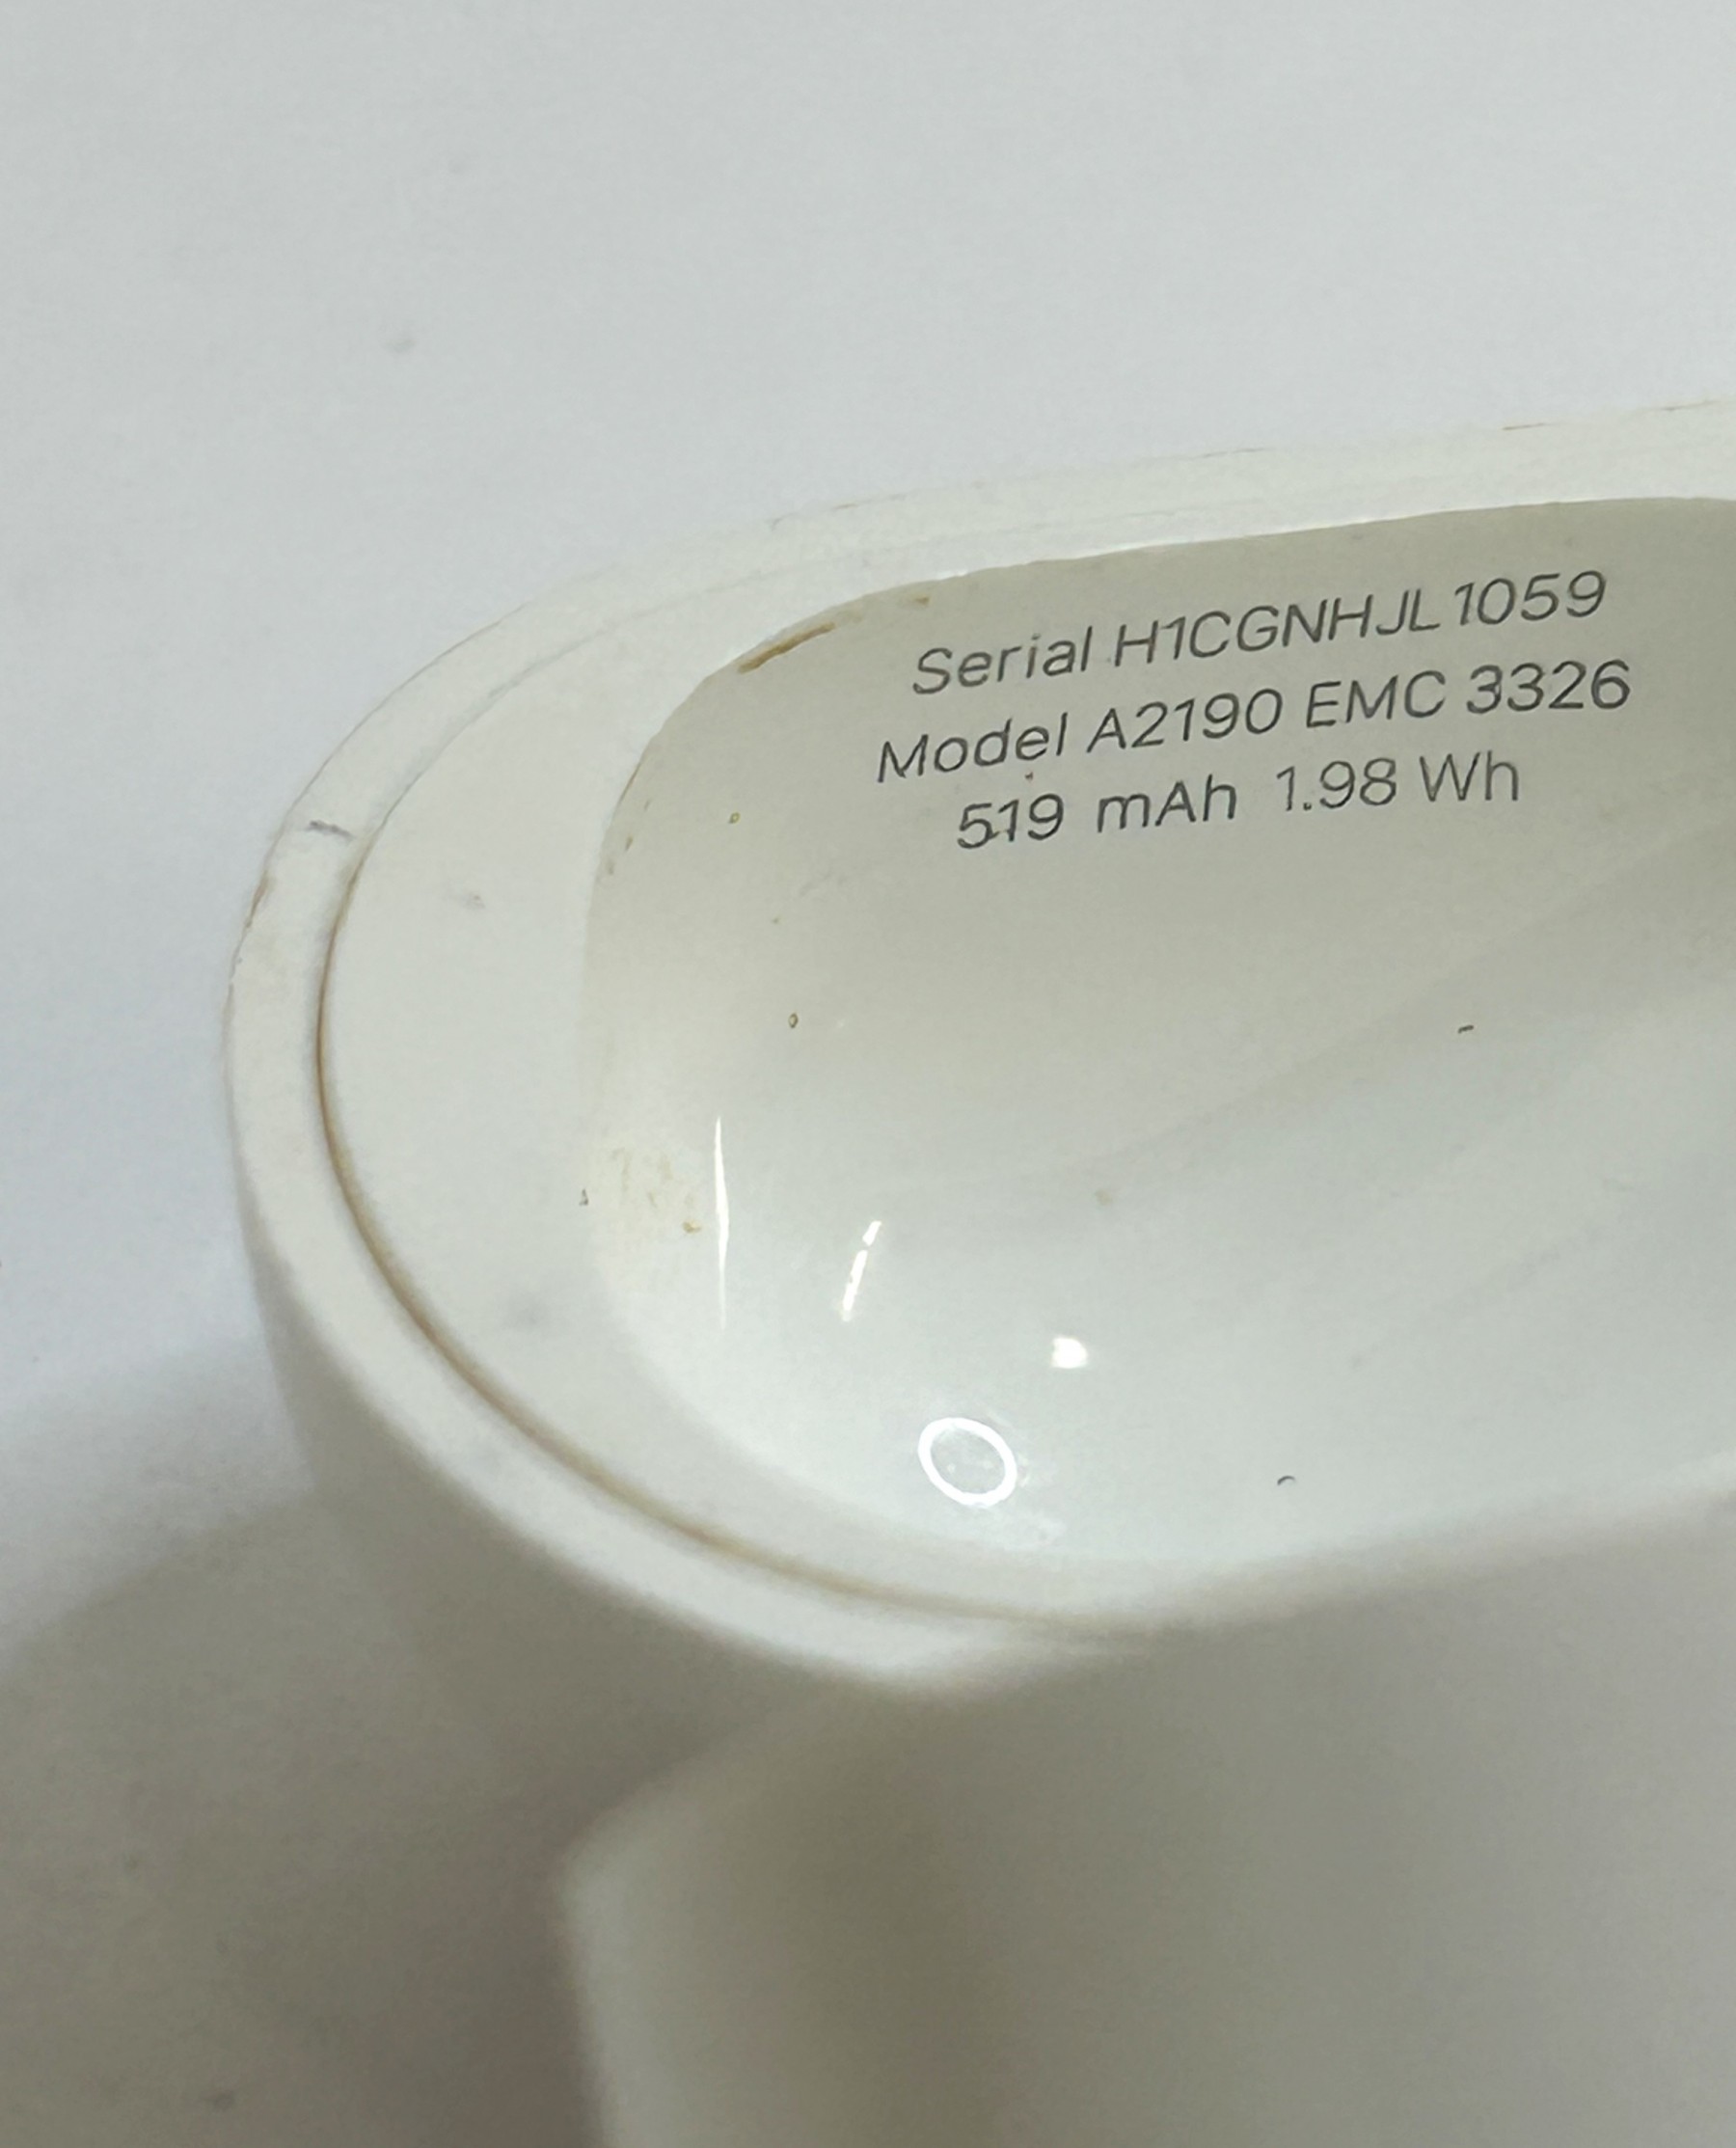 Serial H1CGNHJL1059
Model A2190 EMC 3326
519 mAh 1.98 Wh